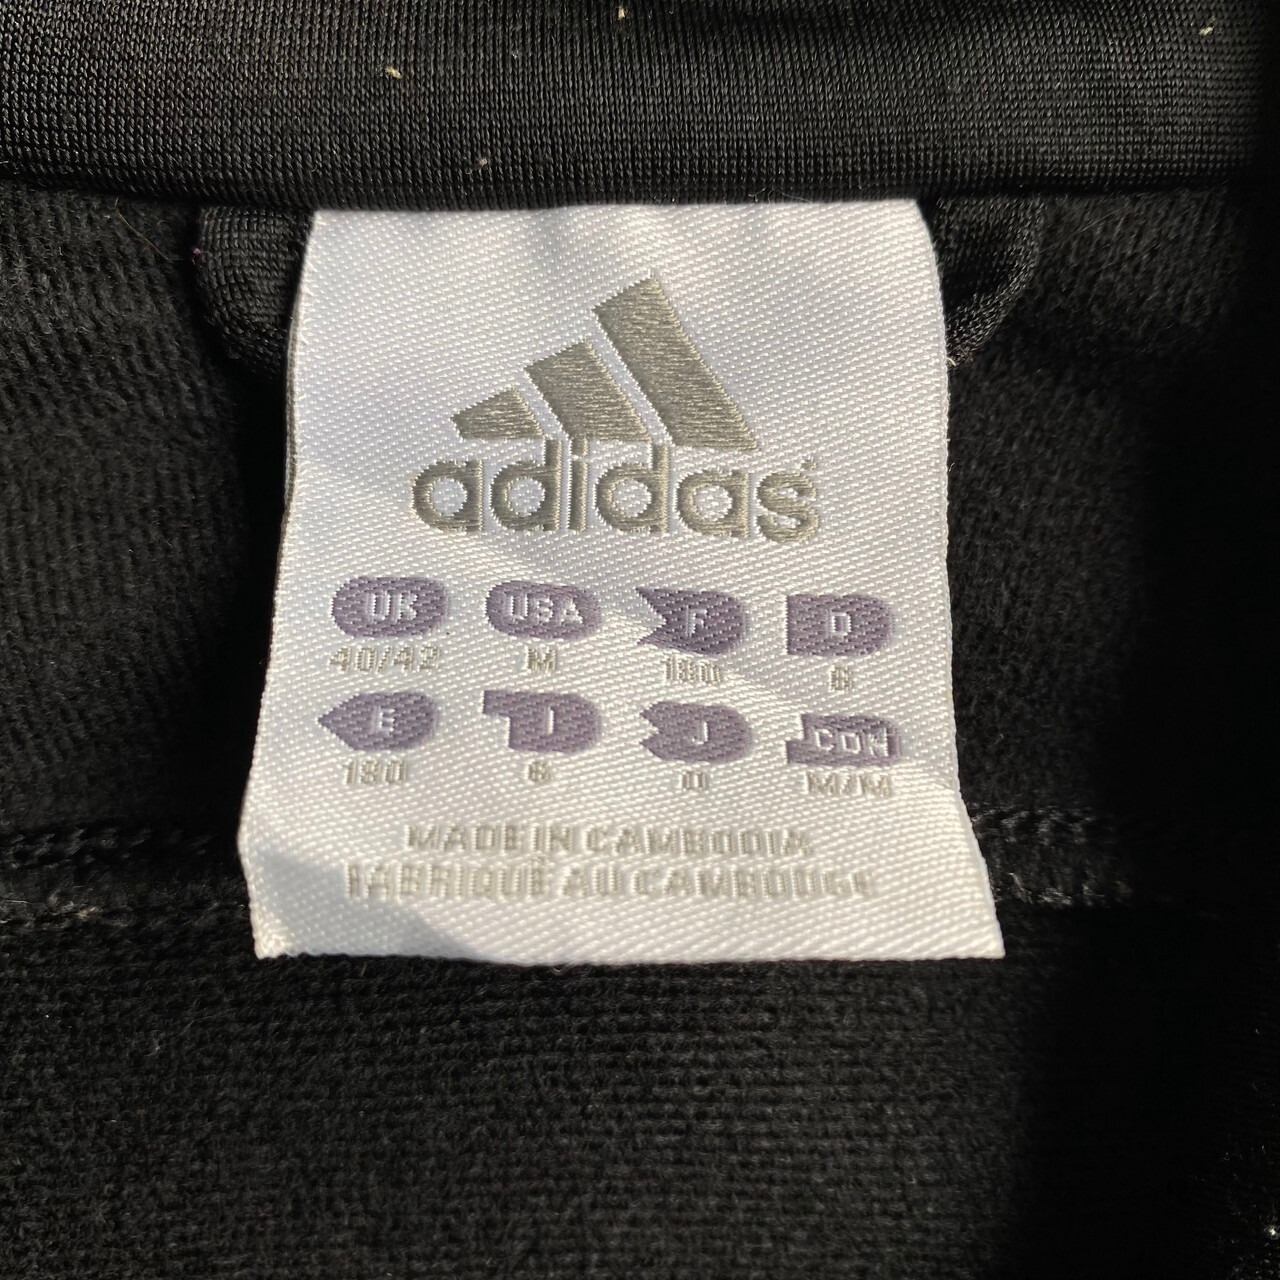 adidas
UK USA F D
40/42 M 180 6
E I J CDN
180 6 O M/M
MADE IN CAMBODIA
FABRIQUÉ AU CAMBODGE